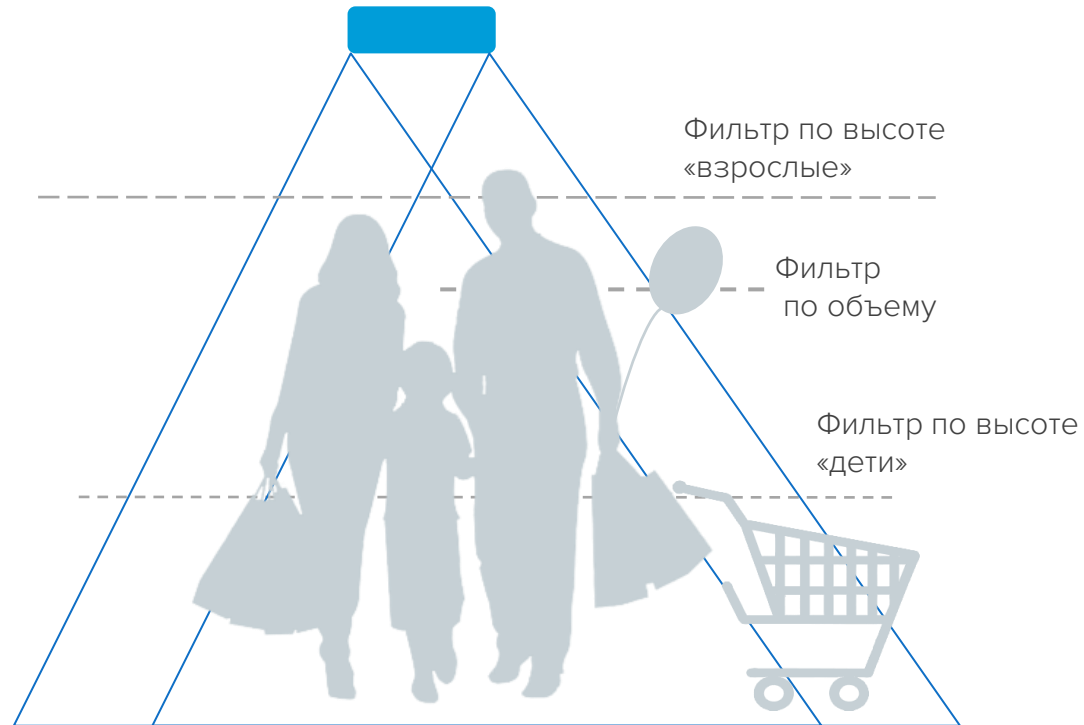 Фильтр по высоте
«взрослые»
Фильтр
по объему
Фильтр по высоте
«дети»